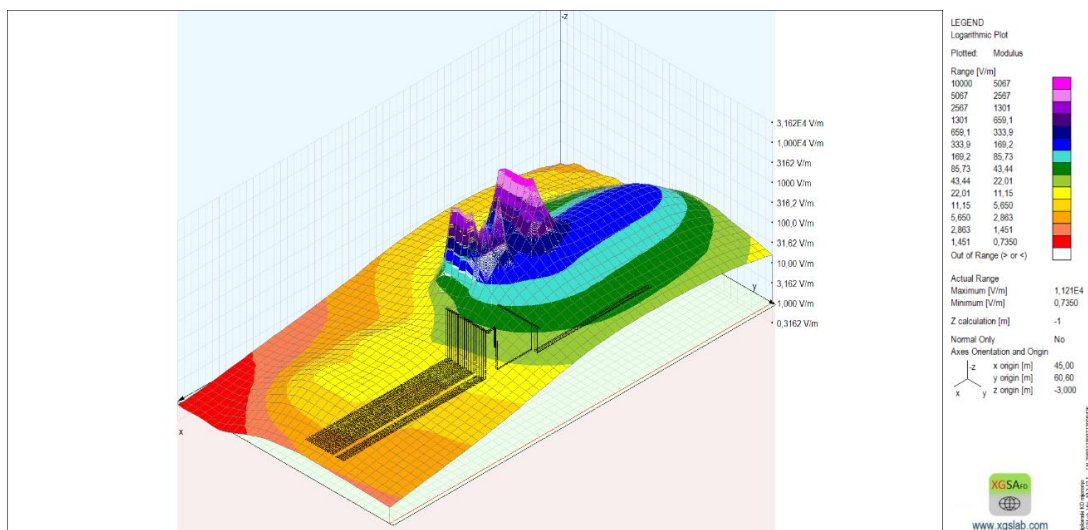 -z
3,162E4 V/m
1,000E4 V/m
3162 V/m
1000 V/m
316,2 V/m
100,0 V/m
31,62 V/m
10,00 V/m
3,162 V/m
1,000 V/m
0,3162 V/m
y
x
LEGEND
Logarithmic Plot
Plotted: Modulus
Range [V/m]
10000 5067
5067 2567
2567 1301
1301 659,1
659,1 333,9
333,9 169,2
169,2 85,73
85,73 43,44
43,44 22,01
22,01 11,15
11,15 5,650
5,650 2,863
2,863 1,451
1,451 0,7350
Out of Range (> or <)
Actual Range
Maximum [V/m] 1,121E4
Minimum [V/m] 0,7350
Z calculation [m] -1
Normal Only No
Axes Orientation and Origin
-z x origin [m] 45,00
y origin [m] 60,60
x y z origin [m] -3,000
XGSA FD
www.xgslab.com